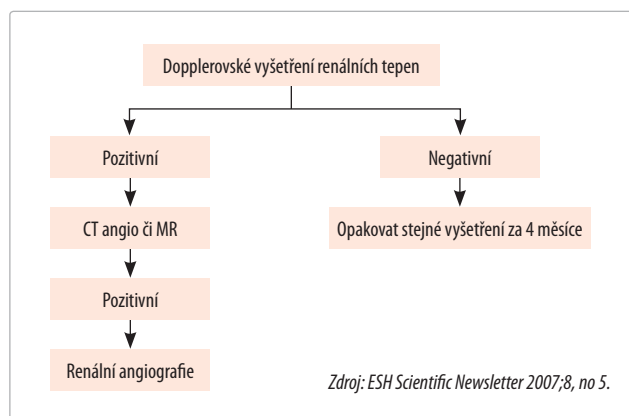 Dopplerovské vyšetření renálních tepen
Pozitivní
Negativní
CT angio či MR
Opakovat stejné vyšetření za 4 měsíce
Pozitivní
Renální angiografie
Zdroj: ESH Scientific Newsletter 2007;8, no 5.